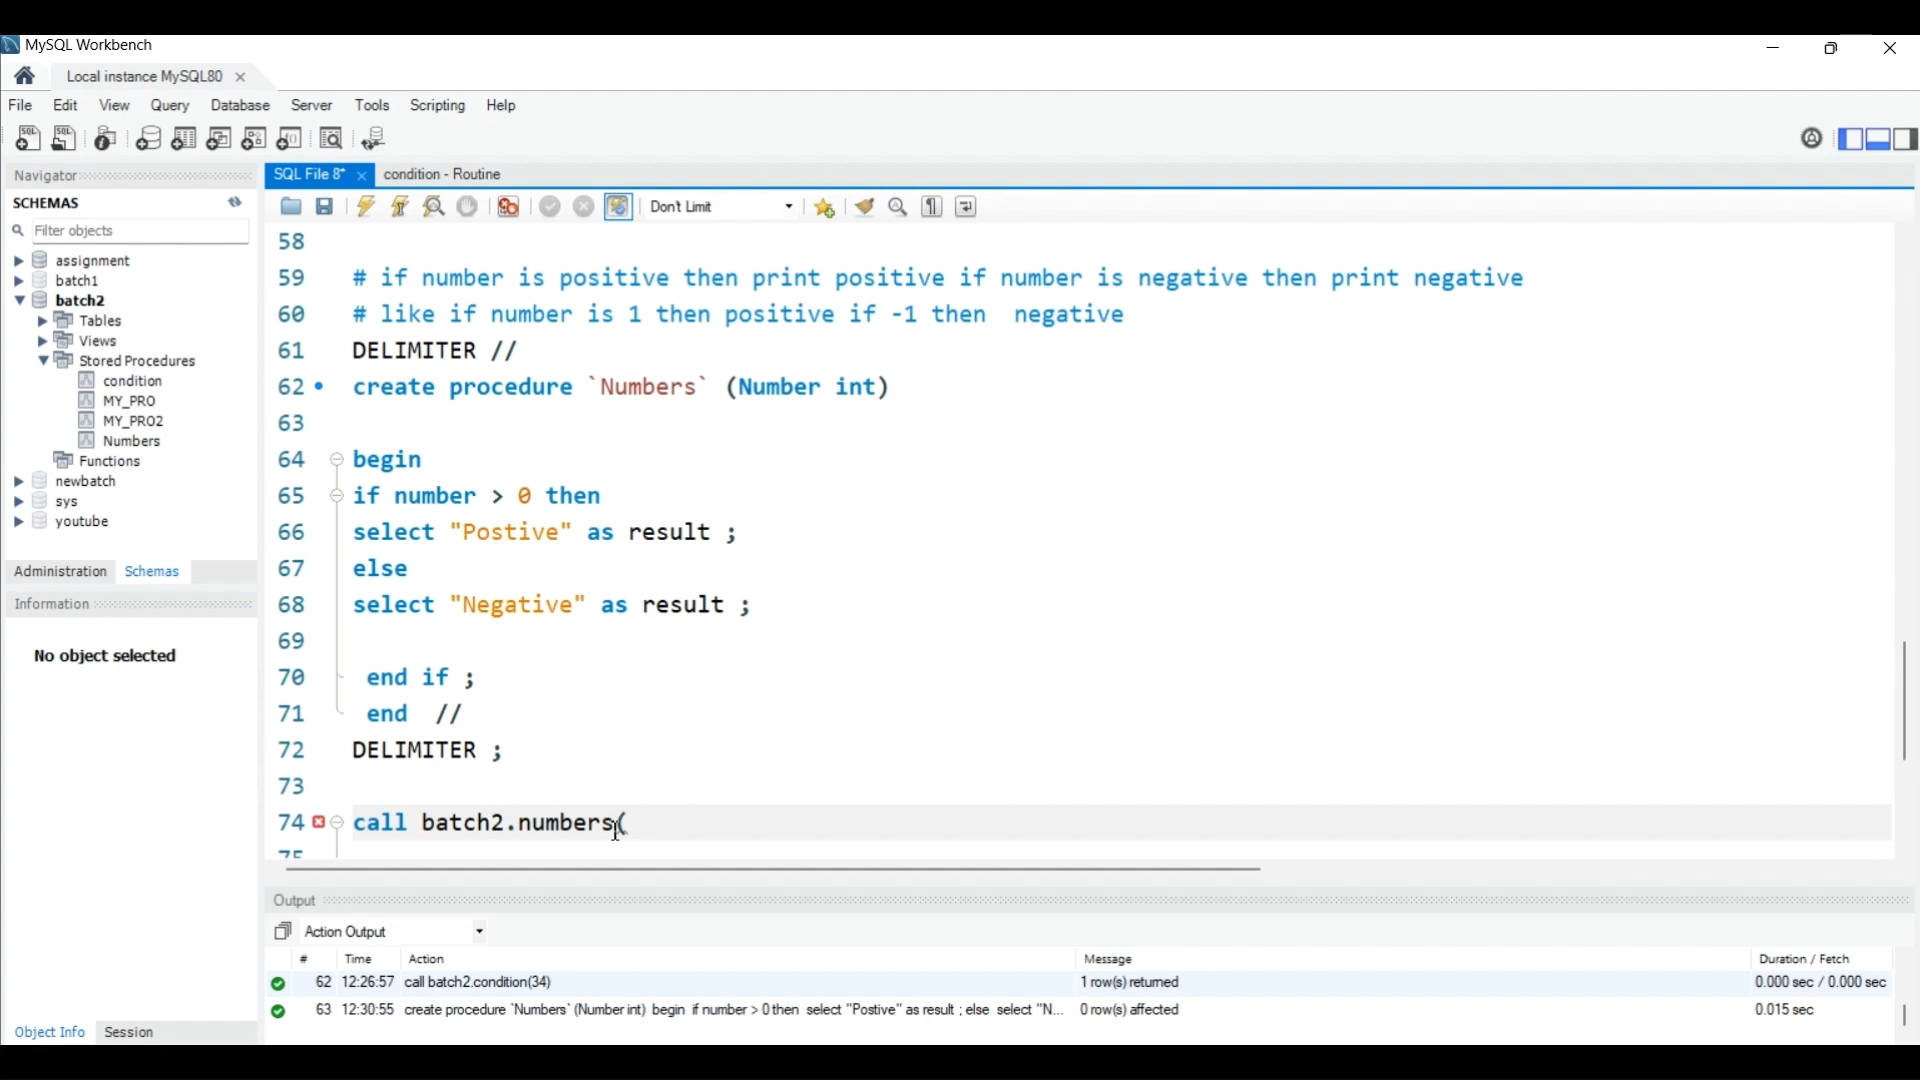 MySQL Workbench
Local instance MySQL80
File Edit View Query Database Server Tools Scripting Help
Navigator
SCHEMAS
Filter objects
assignment
batch1
batch2
Tables
Views
Stored Procedures
condition
MY_PRO
MY_PRO2
Numbers
Functions
newbatch
sys
youtube
Administration Schemas
Information
No object selected
Object Info Session
SQL File 8* condition - Routine
Don't Limit
58
59 # if number is positive then print positive if number is negative then print negative
60 # like if number is 1 then positive if -1 then negative
61 DELIMITER //
62 create procedure `Numbers` (Number int)
63
64 begin
65 if number > 0 then
66 select "Postive" as result ;
67 else
68 select "Negative" as result ;
69
70 end if ;
71 end //
72 DELIMITER ;
73
74 call batch2.numbers(
75
Output
Action Output
# Time Action Message Duration / Fetch
62 12:26:57 call batch2.condition(34) 1 row(s) returned 0.000 sec / 0.000 sec
63 12:30:55 create procedure `Numbers` (Number int) begin if number > 0 then select "Postive" as result ; else select "N... 0 row(s) affected 0.015 sec